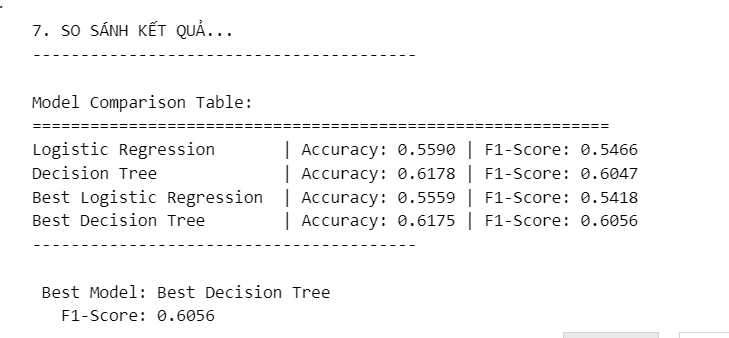 7. SO SÁNH KẾT QUẢ...
----------------------------------------
Model Comparison Table:
============================================================
Logistic Regression | Accuracy: 0.5590 | F1-Score: 0.5466
Decision Tree | Accuracy: 0.6178 | F1-Score: 0.6047
Best Logistic Regression | Accuracy: 0.5559 | F1-Score: 0.5418
Best Decision Tree | Accuracy: 0.6175 | F1-Score: 0.6056
----------------------------------------
Best Model: Best Decision Tree
F1-Score: 0.6056